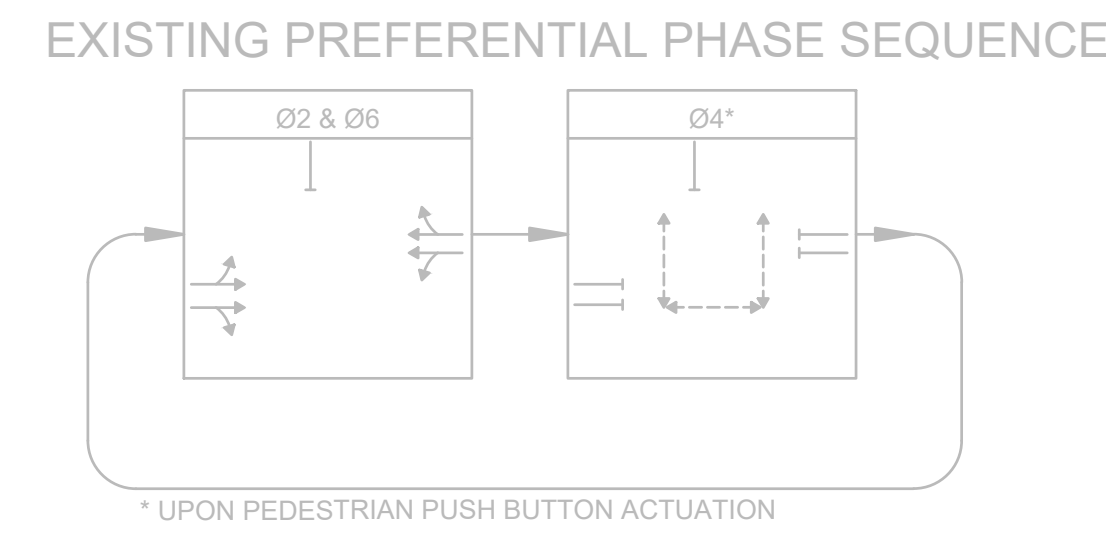 EXISTING PREFERENTIAL PHASE SEQUENCE
Ø2 & Ø6
Ø4*
* UPON PEDESTRIAN PUSH BUTTON ACTUATION